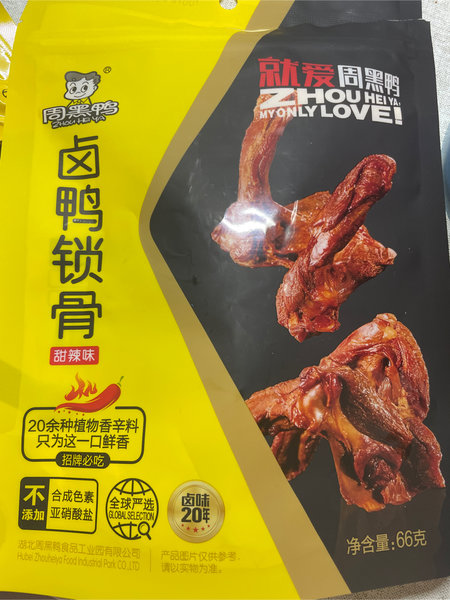 周黑鸭
ZHOU HEI YA
®
就爱周黑鸭
ZHOU HEI YA,
MY ONLY LOVE!
卤鸭锁骨
甜辣味
20余种植物香辛料
只为这一口鲜香
招牌必吃
不添加
合成色素
亚硝酸盐
全球严选
GLOBAL SELECTION
卤味
20年
湖北周黑鸭食品工业园有限公司
Hubei Zhouheiya Food Industrial Park CO., LTD
产品图片仅供参考,
请以实物为准。
净含量:66克